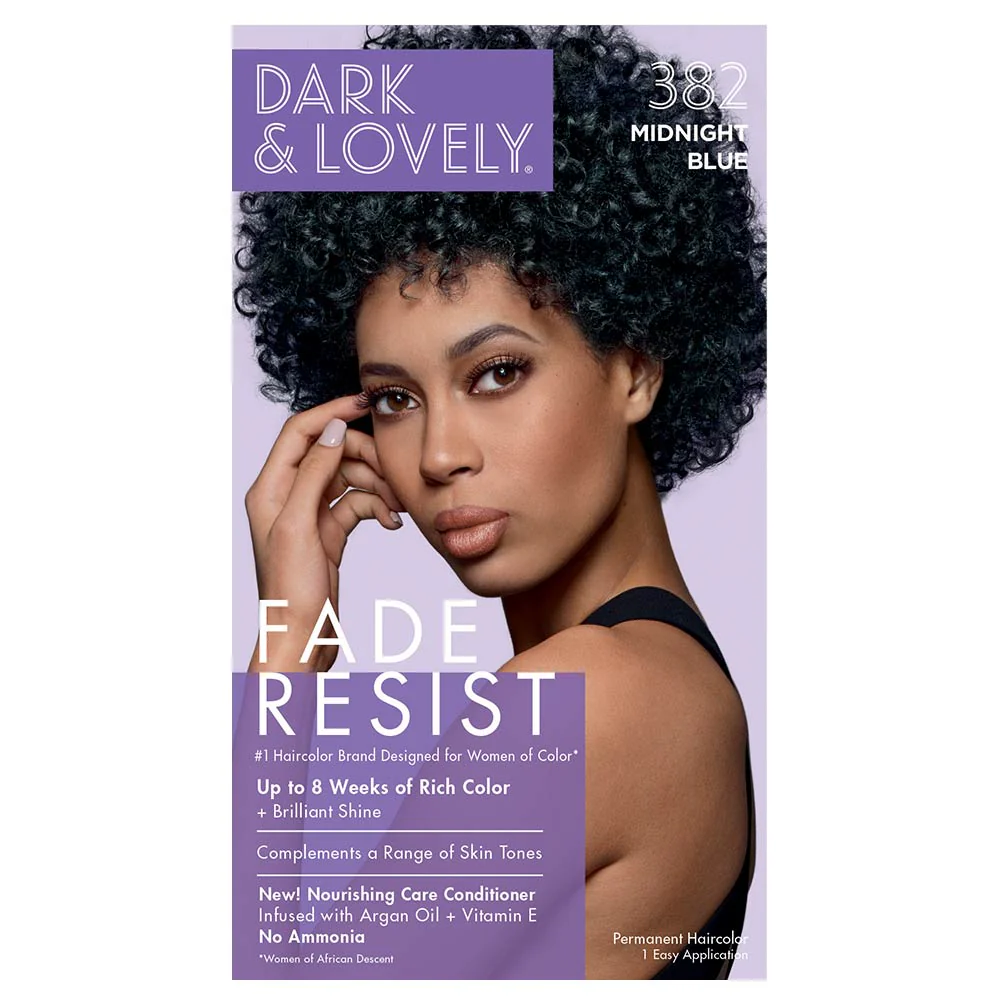 DARK
& LOVELY®
382
MIDNIGHT
BLUE
FADE
RESIST
#1 Haircolor Brand Designed for Women of Color*
Up to 8 Weeks of Rich Color
+ Brilliant Shine
Complements a Range of Skin Tones
New! Nourishing Care Conditioner
Infused with Argan Oil + Vitamin E
No Ammonia
*Women of African Descent
Permanent Haircolor
1 Easy Application